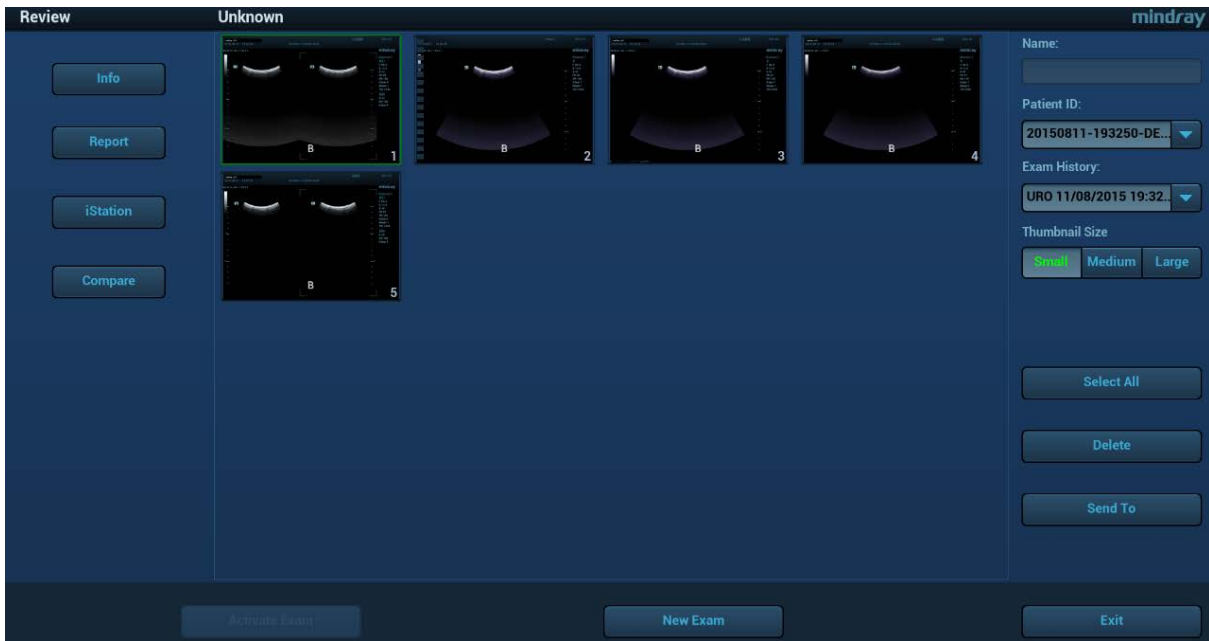 Review
Unknown
mindray
Info
Report
iStation
Compare
B
1
B
2
B
3
B
4
B
5
Name:
Patient ID:
20150811-193250-DE...
Exam History:
URO 11/08/2015 19:32..
Thumbnail Size
Small Medium Large
Select All
Delete
Send To
Activate Exam
New Exam
Exit